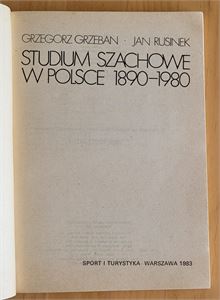 GRZEGORZ GRZEBAN · JAN RUSINEK
STUDIUM SZACHOWE
W POLSCE 1890-1980
SPORT I TURYSTYKA WARSZAWA 1983